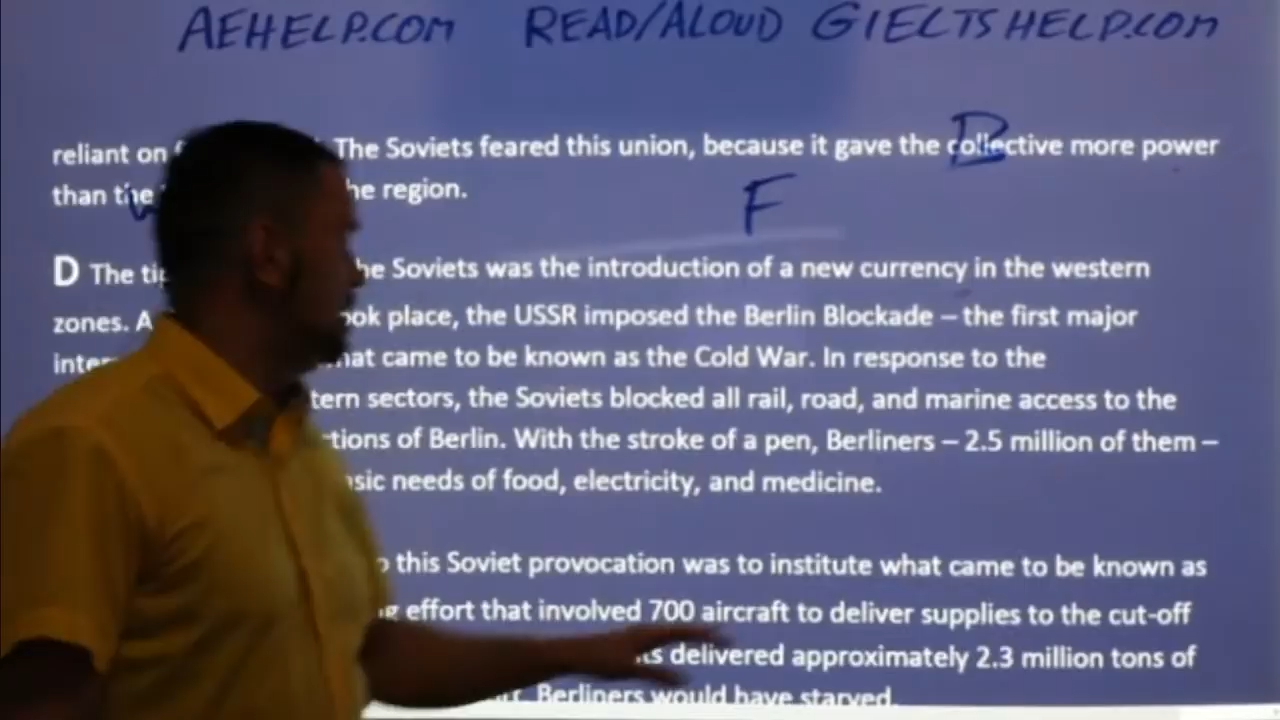 AEHELP.COM READ/ALOUD GIELTSHELP.COM
reliant on The Soviets feared this union, because it gave the collective more power
B
than the he region.
F
D The tip he Soviets was the introduction of a new currency in the western
zones. A ook place, the USSR imposed the Berlin Blockade – the first major
inter hat came to be known as the Cold War. In response to the
tern sectors, the Soviets blocked all rail, road, and marine access to the
tions of Berlin. With the stroke of a pen, Berliners – 2.5 million of them –
sic needs of food, electricity, and medicine.
o this Soviet provocation was to institute what came to be known as
g effort that involved 700 aircraft to deliver supplies to the cut-off
ts delivered approximately 2.3 million tons of
Berliners would have starved.